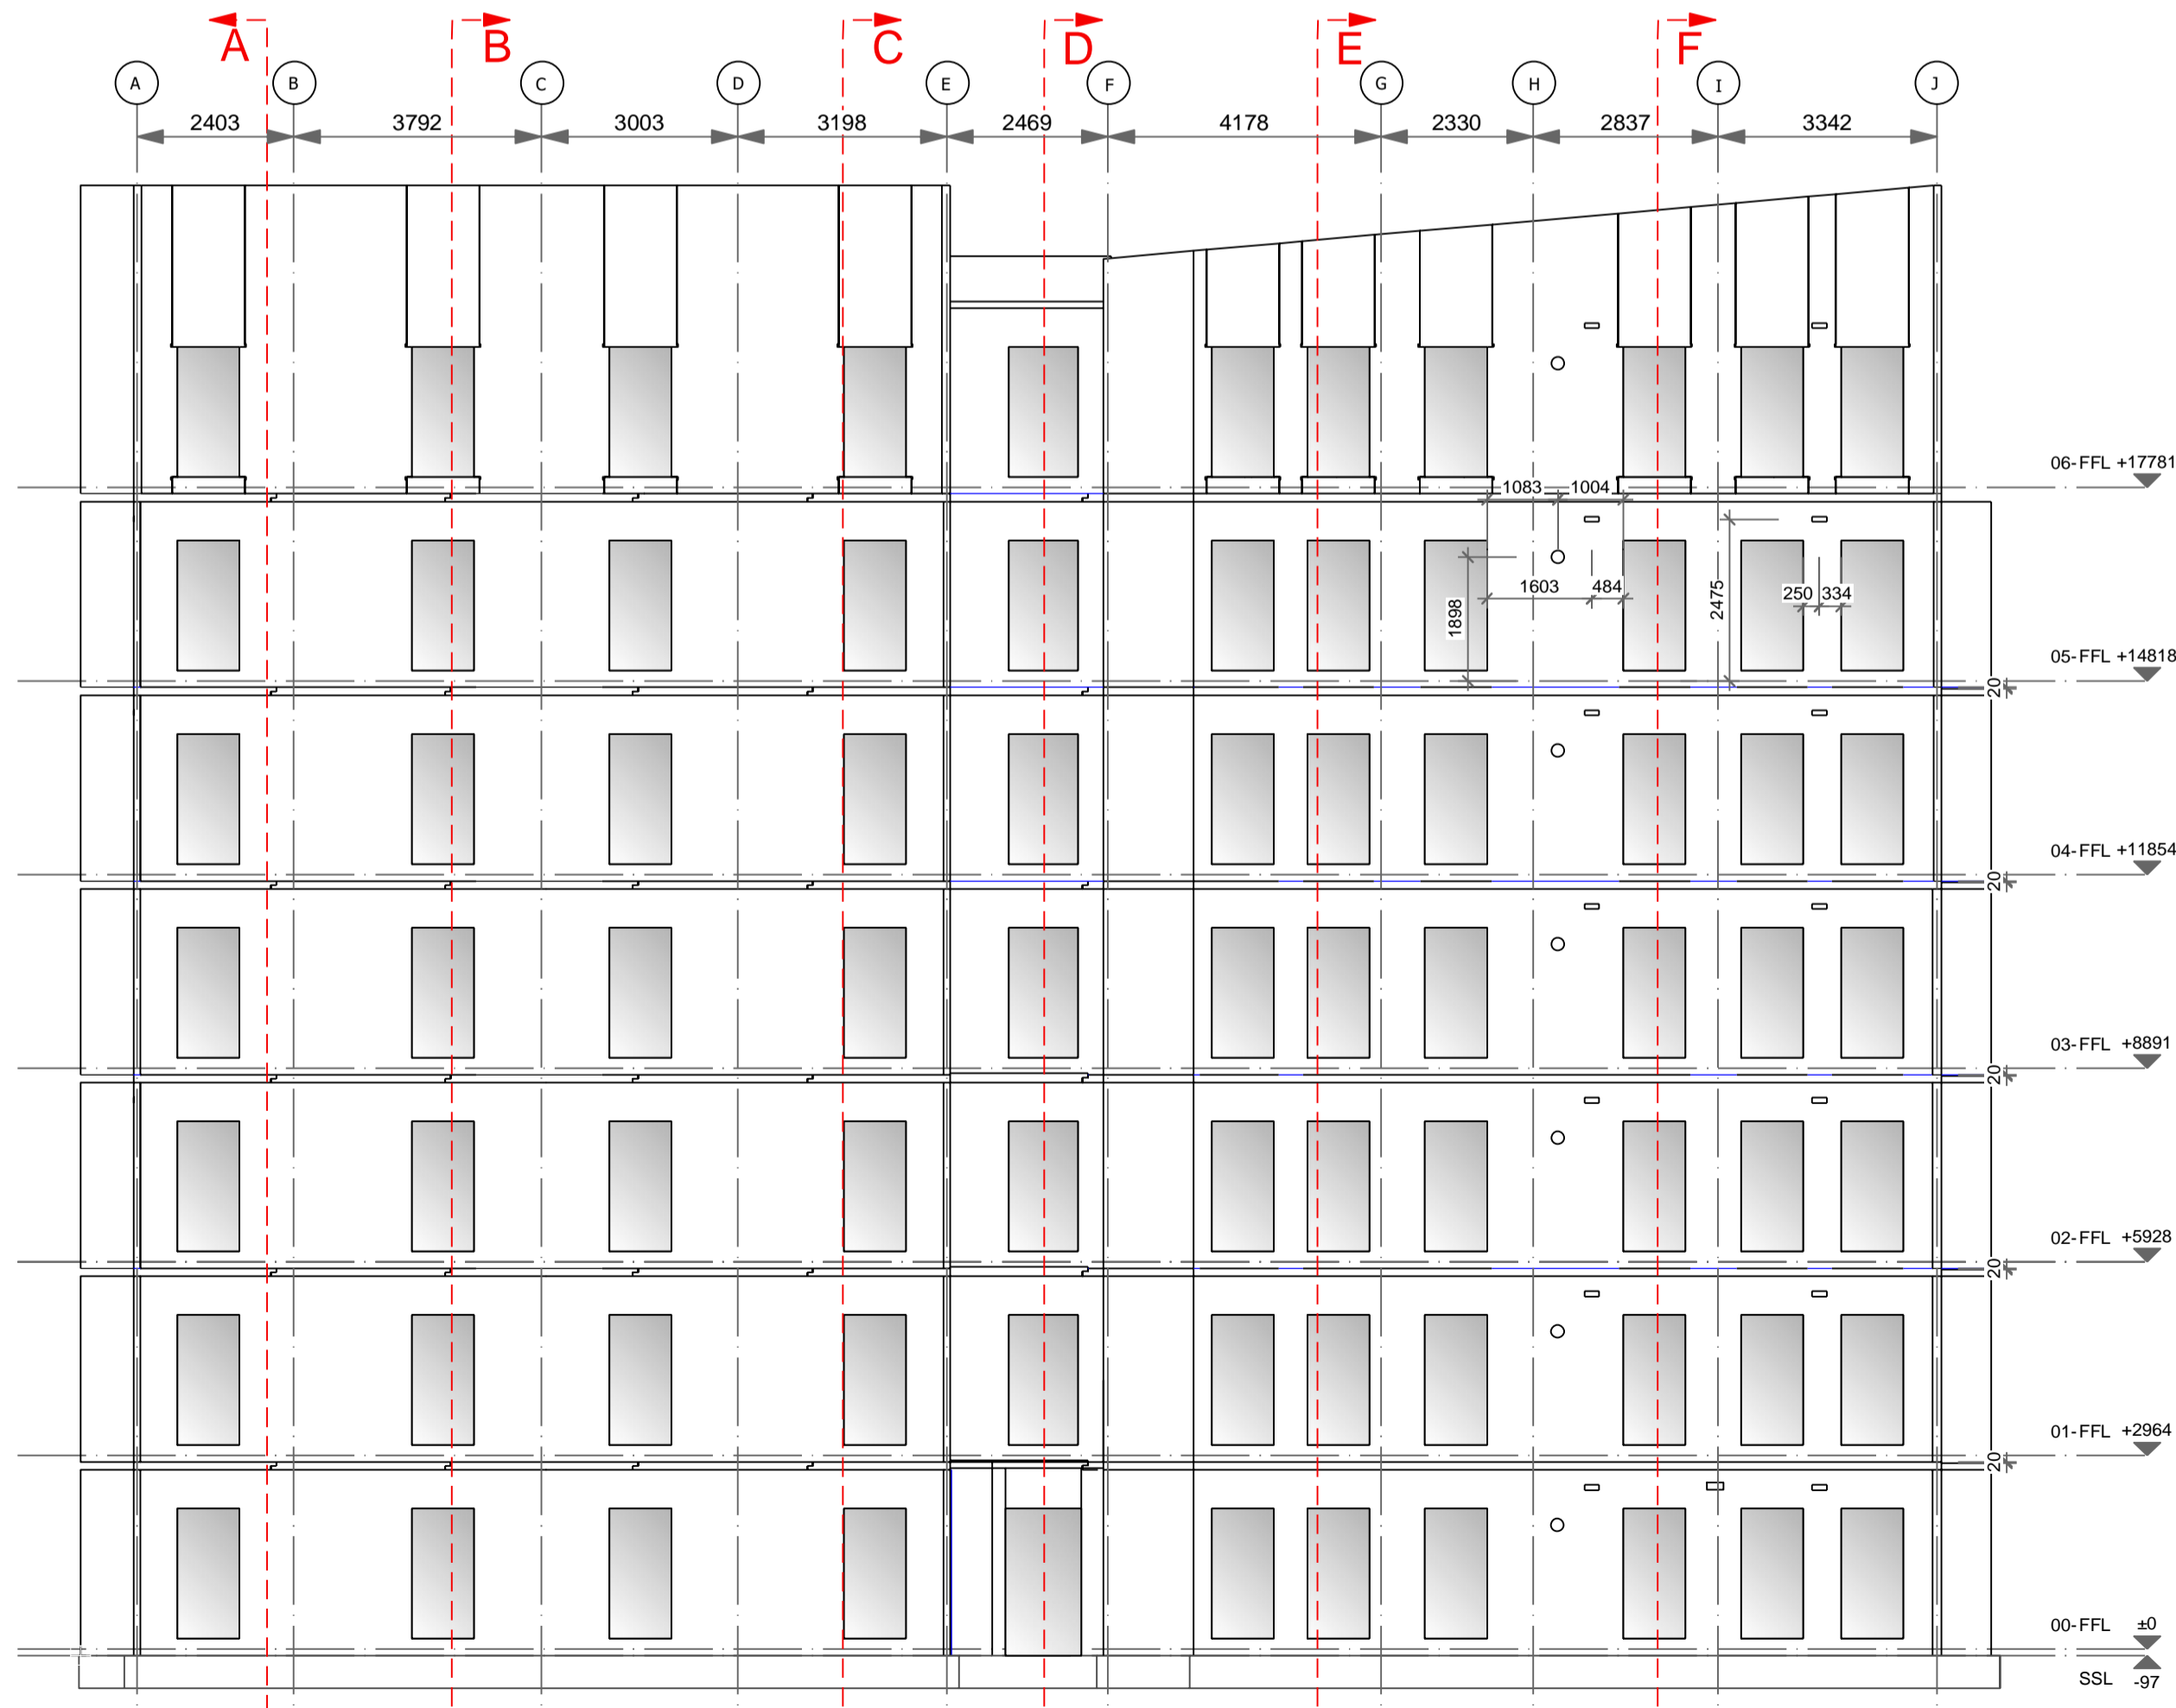 A B C D E F
A B C D E F G H I J
2403 3792 3003 3198 2469 4178 2330 2837 3342
06-FFL +17781
1083 1004
1603 484
1898
2475
250 334
05-FFL +14818
20
04-FFL +11854
20
03-FFL +8891
20
02-FFL +5928
20
01-FFL +2964
20
00-FFL ±0
SSL -97